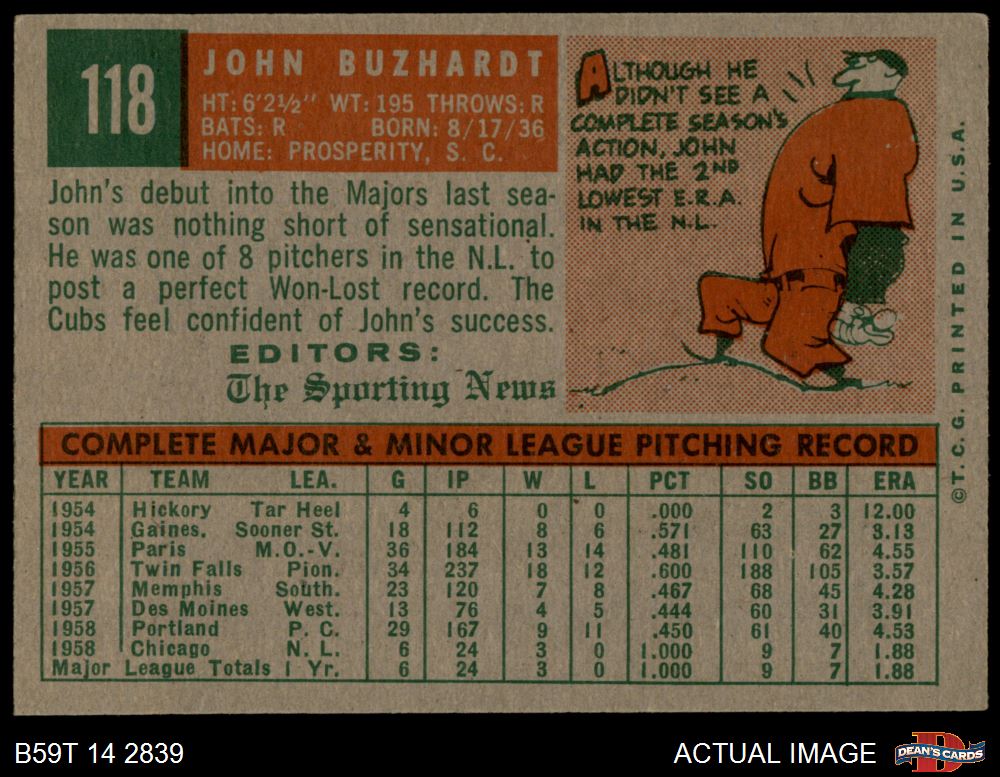 118
JOHN BUZHARDT
HT: 6'2½" WT: 195 THROWS: R
BATS: R BORN: 8/17/36
HOME: PROSPERITY, S. C.
John's debut into the Majors last sea-
son was nothing short of sensational.
He was one of 8 pitchers in the N.L. to
post a perfect Won-Lost record. The
Cubs feel confident of John's success.
EDITORS:
The Sporting News
ALTHOUGH HE
DIDN'T SEE A
COMPLETE SEASON'S
ACTION, JOHN
HAD THE 2ND
LOWEST E.R.A.
IN THE N.L.
©T.C.G. PRINTED IN U.S.A.
COMPLETE MAJOR & MINOR LEAGUE PITCHING RECORD
YEAR TEAM LEA. G IP W L PCT SO BB ERA
1954 Hickory Tar Heel 4 6 0 0 .000 2 3 12.00
1954 Gaines. Sooner St. 18 112 8 6 .571 63 27 3.13
1955 Paris M.O.-V. 36 184 13 14 .481 110 62 4.55
1956 Twin Falls Pion. 34 237 18 12 .600 188 105 3.57
1957 Memphis South. 23 120 7 8 .467 68 45 4.28
1957 Des Moines West. 13 76 4 5 .444 60 31 3.91
1958 Portland P. C. 29 167 9 11 .450 61 40 4.53
1958 Chicago N. L. 6 24 3 0 1.000 9 7 1.88
Major League Totals 1 Yr. 6 24 3 0 1.000 9 7 1.88
B59T 14 2839
ACTUAL IMAGE
D
DEAN'S CARDS